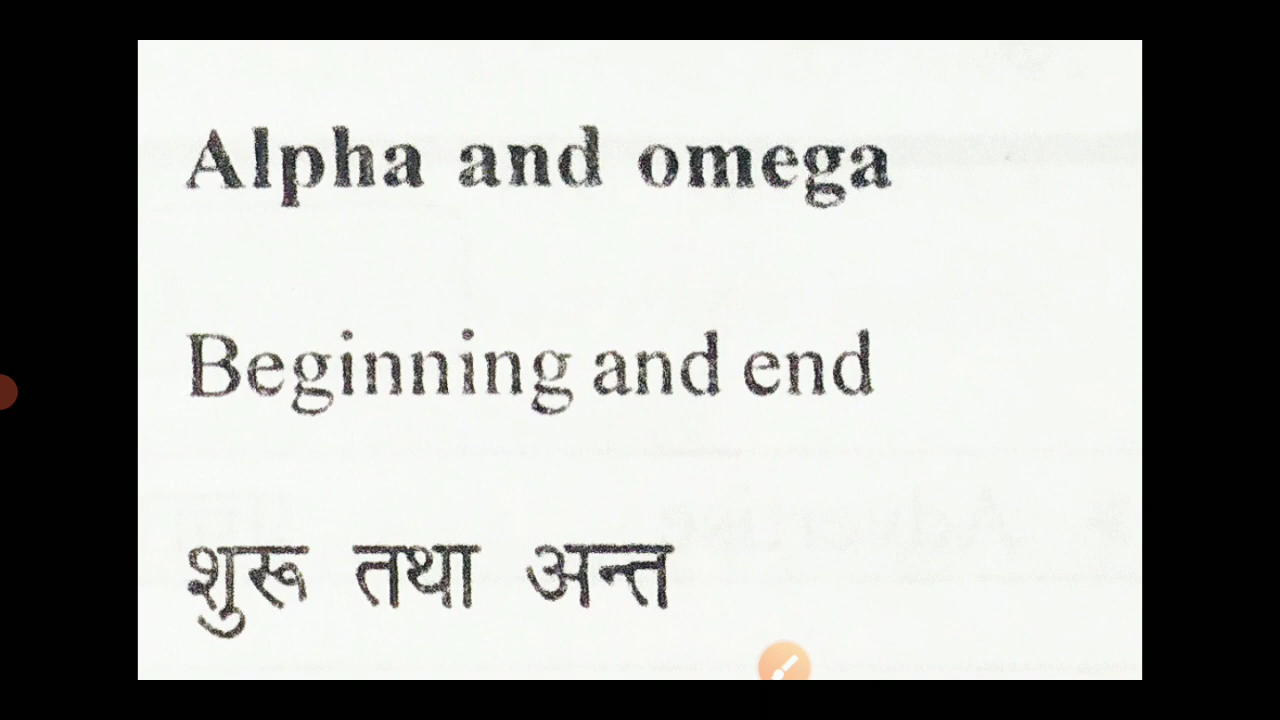 Alpha and omega
Beginning and end
शुरू तथा अन्त